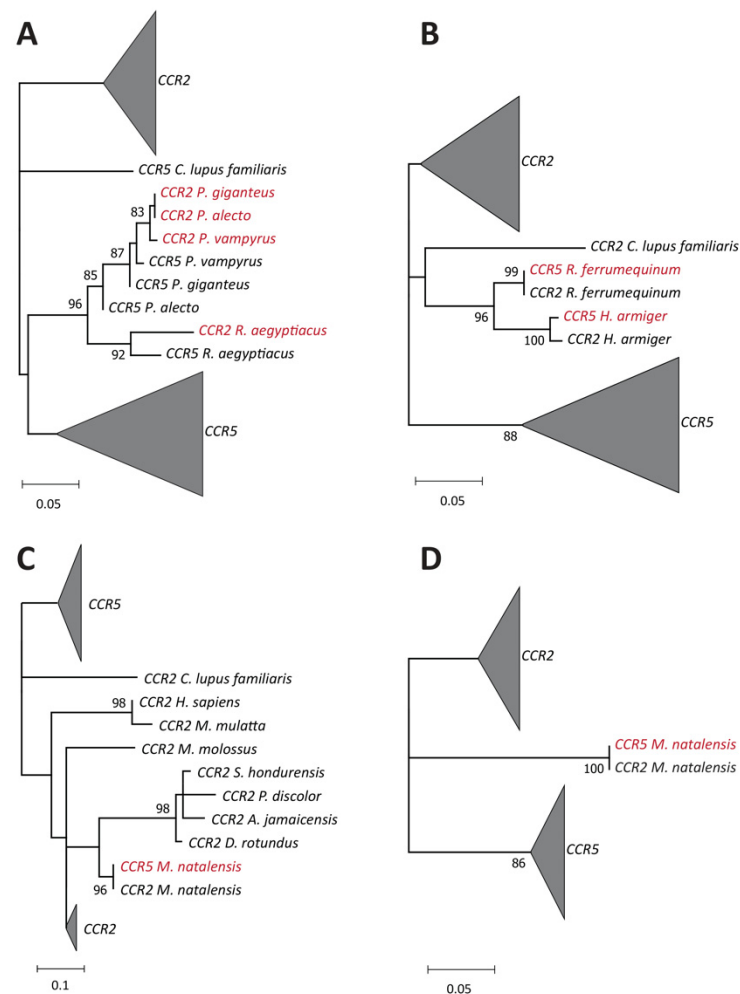 A
CCR2
CCR5 C. lupus familiaris
CCR2 P. giganteus
83
CCR2 P. alecto
CCR2 P. vampyrus
87
CCR5 P. vampyrus
85
CCR5 P. giganteus
96
CCR5 P. alecto
CCR2 R. aegyptiacus
92
CCR5 R. aegyptiacus
CCR5
0.05
B
CCR2
CCR2 C. lupus familiaris
99
CCR5 R. ferrumequinum
CCR2 R. ferrumequinum
96
CCR5 H. armiger
100
CCR2 H. armiger
CCR5
88
0.05
C
CCR5
CCR2 C. lupus familiaris
98
CCR2 H. sapiens
CCR2 M. mulatta
CCR2 M. molossus
CCR2 S. hondurensis
CCR2 P. discolor
98
CCR2 A. jamaicensis
CCR2 D. rotundus
CCR5 M. natalensis
96
CCR2 M. natalensis
CCR2
0.1
D
CCR2
CCR5 M. natalensis
100
CCR2 M. natalensis
CCR5
86
0.05